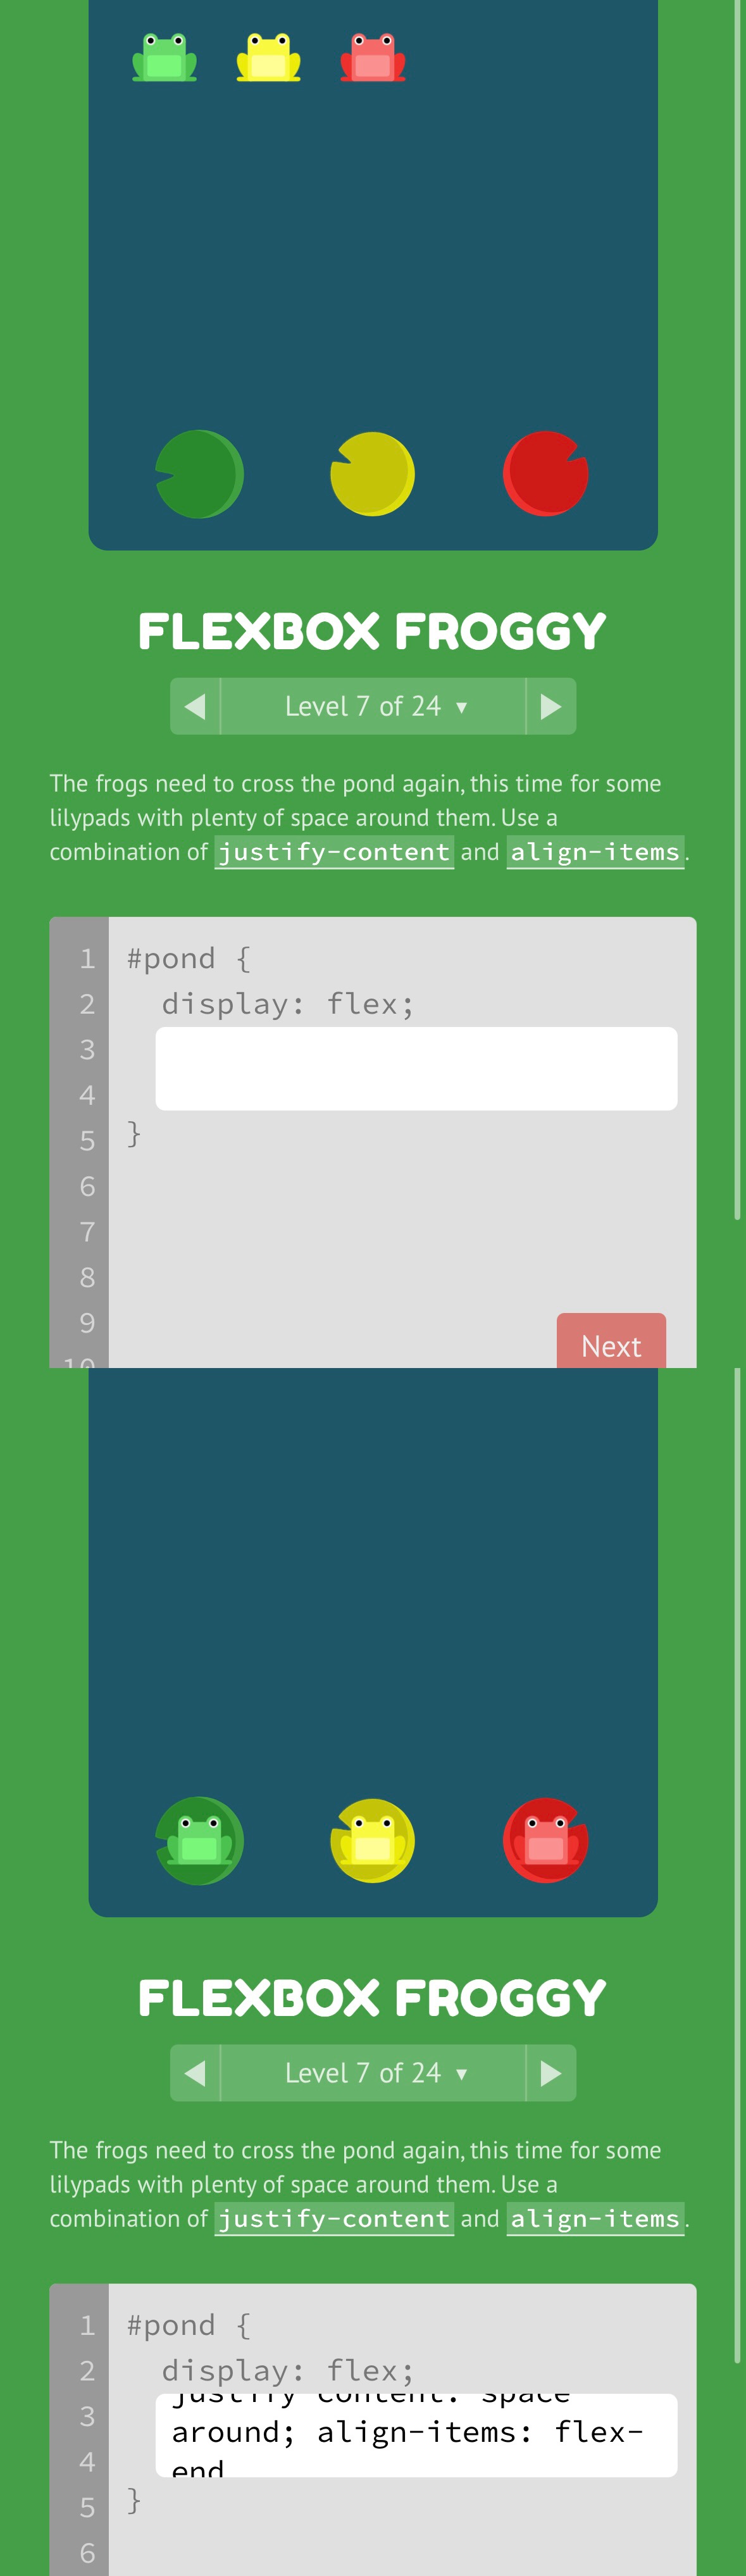 FLEXBOX FROGGY
Level 7 of 24 ▼
The frogs need to cross the pond again, this time for some
lilypads with plenty of space around them. Use a
combination of justify-content and align-items.
1 #pond {
2 display: flex;
3
4
5 }
6
7
8
9
Next
10
FLEXBOX FROGGY
Level 7 of 24 ▼
The frogs need to cross the pond again, this time for some
lilypads with plenty of space around them. Use a
combination of justify-content and align-items.
1 #pond {
2 display: flex;
justify content: space
3 around; align-items: flex-
4 end
5 }
6